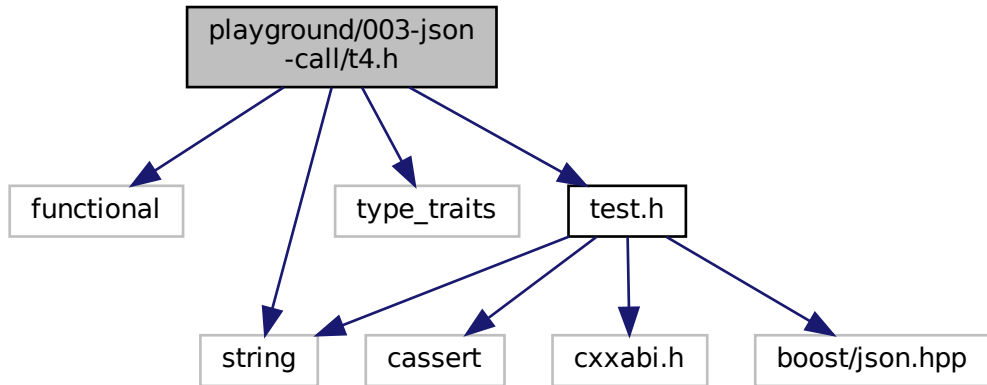 playground/003-json
-call/t4.h
functional
type_traits
test.h
string
cassert
cxxabi.h
boost/json.hpp